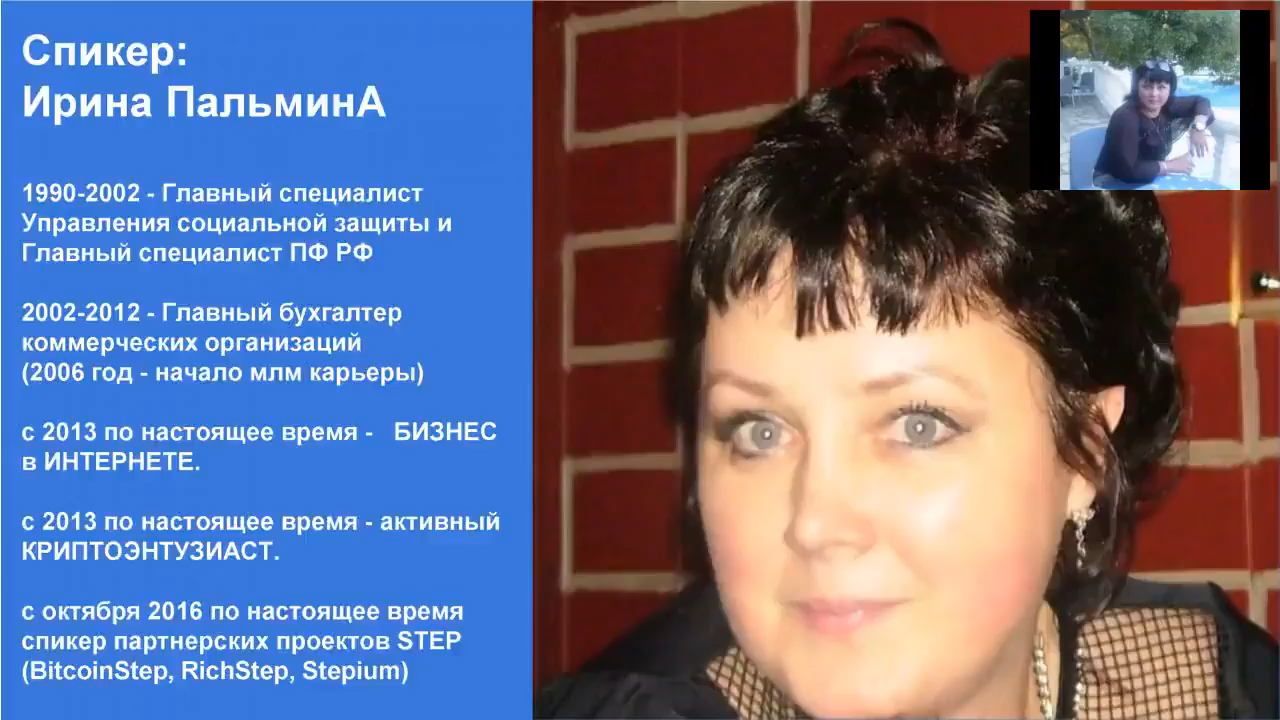 Спикер:
Ирина ПальминА
1990-2002 - Главный специалист
Управления социальной защиты и
Главный специалист ПФ РФ
2002-2012 - Главный бухгалтер
коммерческих организаций
(2006 год - начало млм карьеры)
с 2013 по настоящее время - БИЗНЕС
в ИНТЕРНЕТЕ.
с 2013 по настоящее время - активный
КРИПТОЭНТУЗИАСТ.
с октября 2016 по настоящее время
спикер партнерских проектов STEP
(BitcoinStep, RichStep, Stepium)